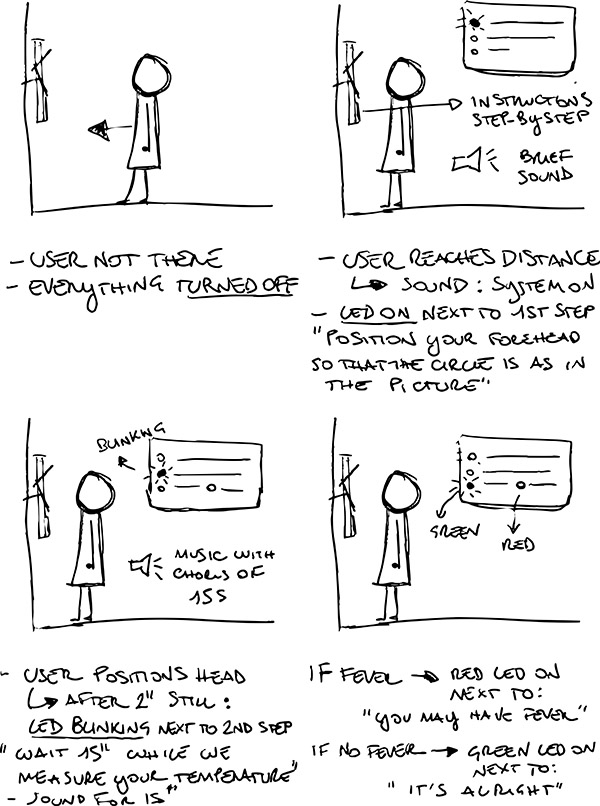 INSTRUCTIONS
STEP-BY-STEP
BRIEF
SOUND
- USER NOT THERE
- EVERYTHING TURNED OFF
- USER REACHES DISTANCE
↳ SOUND: SYSTEM ON
- LED ON NEXT TO 1ST STEP
"POSITION YOUR FOREHEAD
SO THAT THE CIRCLE IS AS IN
THE PICTURE"
BLINKING
MUSIC WITH
CHORUS OF
15S
GREEN
RED
- USER POSITIONS HEAD
↳ AFTER 2" STILL:
LED BLINKING NEXT TO 2ND STEP
"WAIT 15" WHILE WE
MEASURE YOUR TEMPERATURE"
- SOUND FOR 15"
IF FEVER → RED LED ON
NEXT TO:
"YOU MAY HAVE FEVER"
IF NO FEVER → GREEN LED ON
NEXT TO:
"IT'S ALRIGHT"